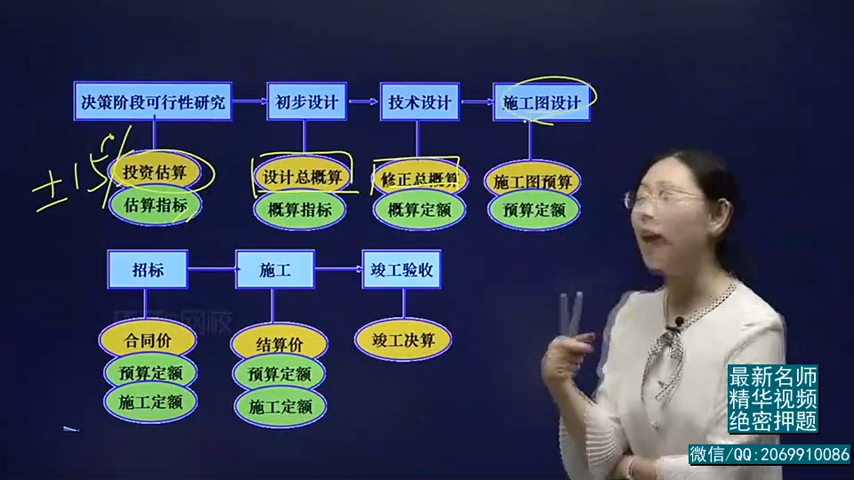 决策阶段可行性研究
初步设计
技术设计
施工图设计
±15%
投资估算
设计总概算
修正总概算
施工图预算
估算指标
概算指标
概算定额
预算定额
招标
施工
竣工验收
合同价
结算价
竣工决算
预算定额
预算定额
施工定额
施工定额
最新名师
精华视频
绝密押题
微信/QQ:2069910086